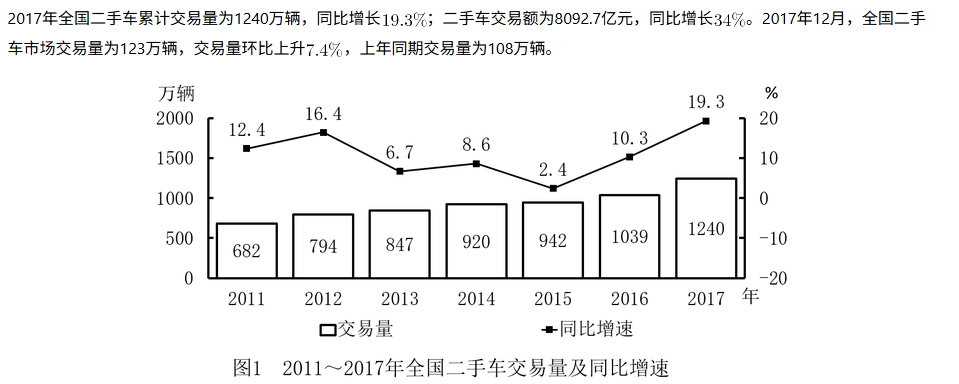 2017年全国二手车累计交易量为1240万辆，同比增长19.3%；二手车交易额为8092.7亿元，同比增长34%。2017年12月，全国二手
车市场交易量为123万辆，交易量环比上升7.4%，上年同期交易量为108万辆。
万辆 %
2000 20
1500 10
1000 0
500 −10
0 −20
12.4 16.4 6.7 8.6 2.4 10.3 19.3
682 794 847 920 942 1039 1240
2011 2012 2013 2014 2015 2016 2017 年
交易量 同比增速
图1 2011～2017年全国二手车交易量及同比增速